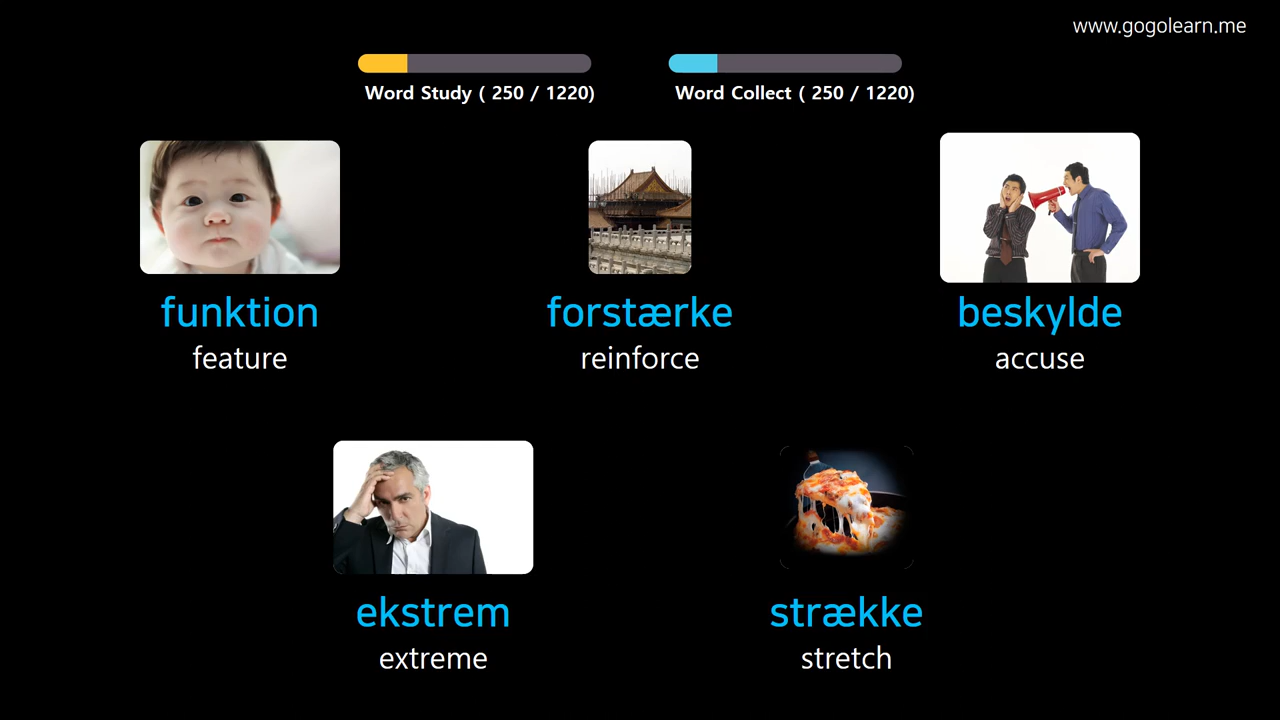 www.gogolearn.me
Word Study ( 250 / 1220)
Word Collect ( 250 / 1220)
funktion
feature
forstærke
reinforce
beskylde
accuse
ekstrem
extreme
strække
stretch